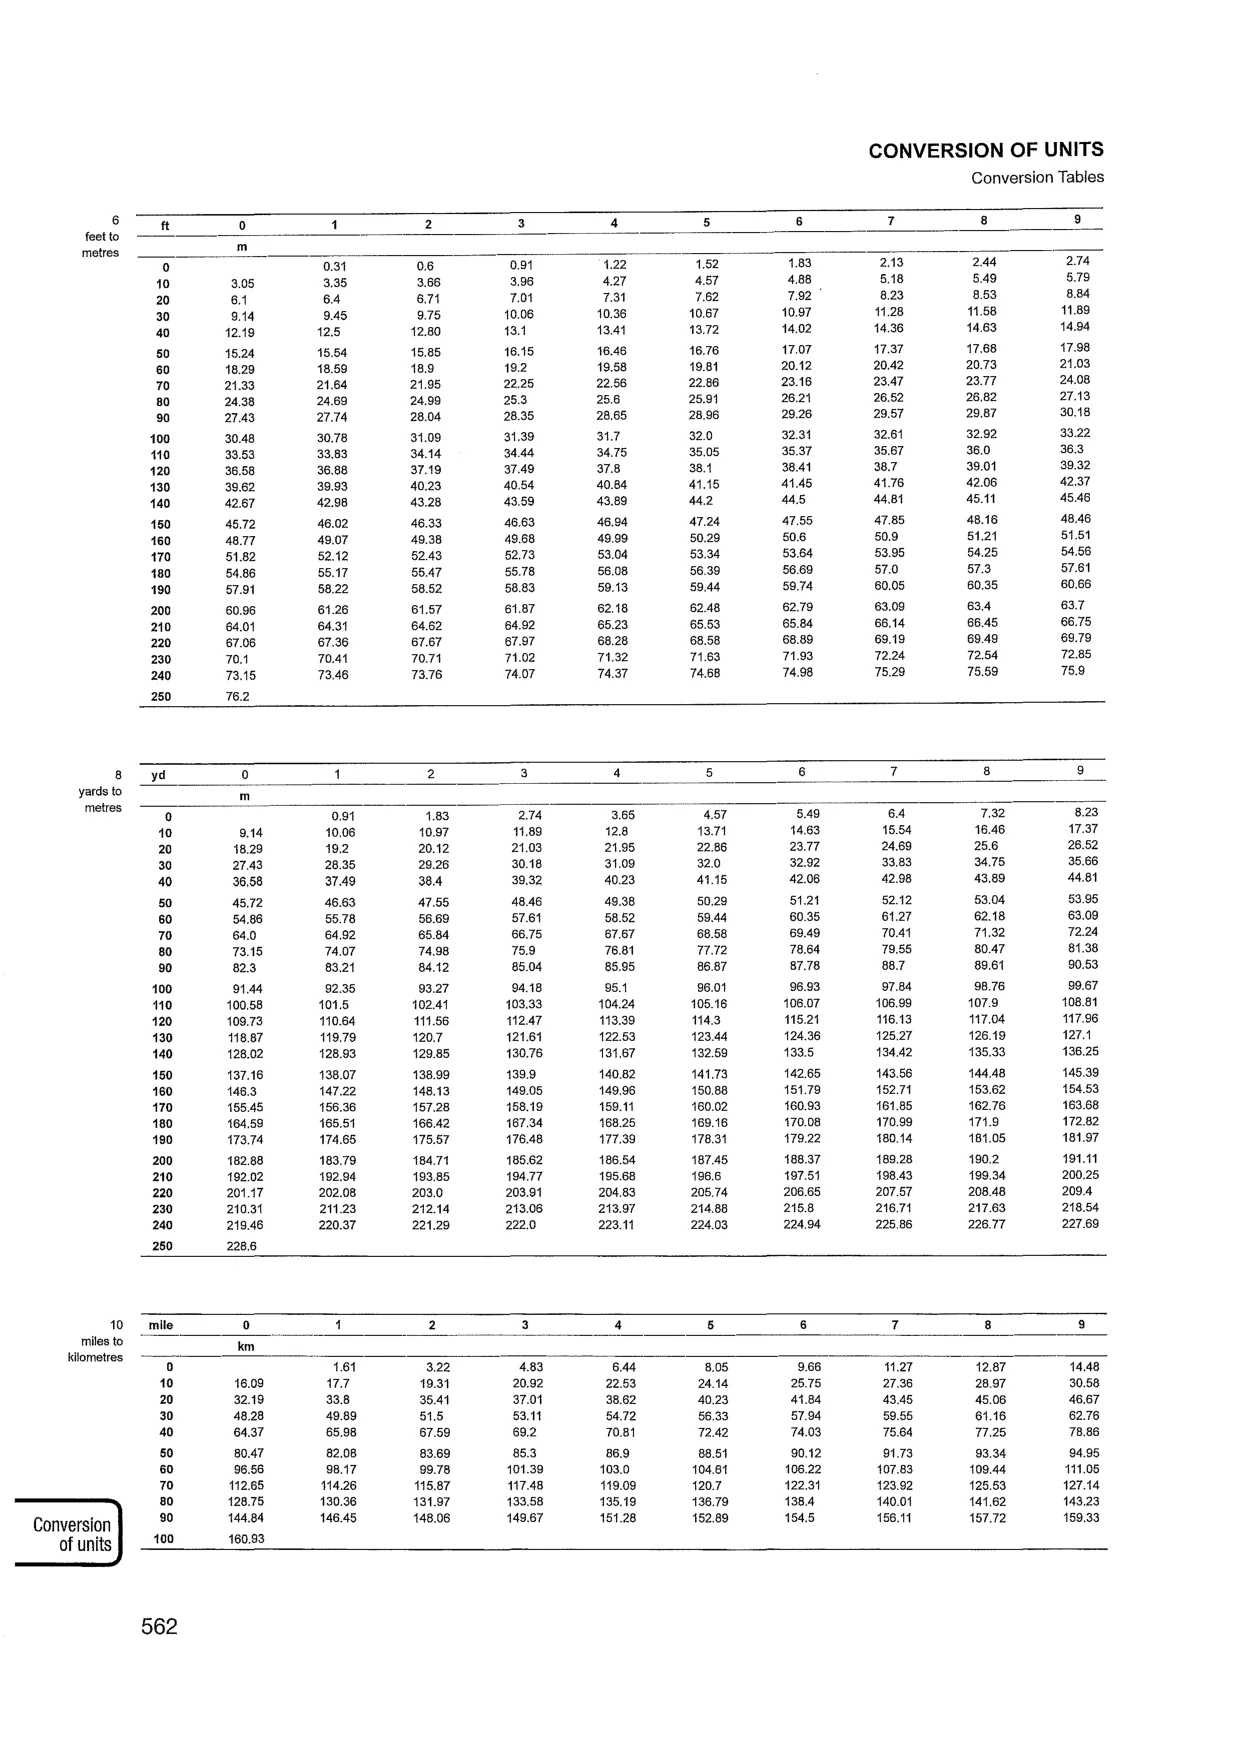 CONVERSION OF UNITS
Conversion Tables
6
feet to
metres
ft 0 1 2 3 4 5 6 7 8 9
m
0 0.31 0.6 0.91 1.22 1.52 1.83 2.13 2.44 2.74
10 3.05 3.35 3.66 3.96 4.27 4.57 4.88 5.18 5.49 5.79
20 6.1 6.4 6.71 7.01 7.31 7.62 7.92 8.23 8.53 8.84
30 9.14 9.45 9.75 10.06 10.36 10.67 10.97 11.28 11.58 11.89
40 12.19 12.5 12.80 13.1 13.41 13.72 14.02 14.36 14.63 14.94
50 15.24 15.54 15.85 16.15 16.46 16.76 17.07 17.37 17.68 17.98
60 18.29 18.59 18.9 19.2 19.58 19.81 20.12 20.42 20.73 21.03
70 21.33 21.64 21.95 22.25 22.56 22.86 23.16 23.47 23.77 24.08
80 24.38 24.69 24.99 25.3 25.6 25.91 26.21 26.52 26.82 27.13
90 27.43 27.74 28.04 28.35 28.65 28.96 29.26 29.57 29.87 30.18
100 30.48 30.78 31.09 31.39 31.7 32.0 32.31 32.61 32.92 33.22
110 33.53 33.83 34.14 34.44 34.75 35.05 35.37 35.67 36.0 36.3
120 36.58 36.88 37.19 37.49 37.8 38.1 38.41 38.7 39.01 39.32
130 39.62 39.93 40.23 40.54 40.84 41.15 41.45 41.76 42.06 42.37
140 42.67 42.98 43.28 43.59 43.89 44.2 44.5 44.81 45.11 45.46
150 45.72 46.02 46.33 46.63 46.94 47.24 47.55 47.85 48.16 48.46
160 48.77 49.07 49.38 49.68 49.99 50.29 50.6 50.9 51.21 51.51
170 51.82 52.12 52.43 52.73 53.04 53.34 53.64 53.95 54.25 54.56
180 54.86 55.17 55.47 55.78 56.08 56.39 56.69 57.0 57.3 57.61
190 57.91 58.22 58.52 58.83 59.13 59.44 59.74 60.05 60.35 60.66
200 60.96 61.26 61.57 61.87 62.18 62.48 62.79 63.09 63.4 63.7
210 64.01 64.31 64.62 64.92 65.23 65.53 65.84 66.14 66.45 66.75
220 67.06 67.36 67.67 67.97 68.28 68.58 68.89 69.19 69.49 69.79
230 70.1 70.41 70.71 71.02 71.32 71.63 71.93 72.24 72.54 72.85
240 73.15 73.46 73.76 74.07 74.37 74.68 74.98 75.29 75.59 75.9
250 76.2
8
yards to
metres
yd 0 1 2 3 4 5 6 7 8 9
m
0 0.91 1.83 2.74 3.65 4.57 5.49 6.4 7.32 8.23
10 9.14 10.06 10.97 11.89 12.8 13.71 14.63 15.54 16.46 17.37
20 18.29 19.2 20.12 21.03 21.95 22.86 23.77 24.69 25.6 26.52
30 27.43 28.35 29.26 30.18 31.09 32.0 32.92 33.83 34.75 35.66
40 36.58 37.49 38.4 39.32 40.23 41.15 42.06 42.98 43.89 44.81
50 45.72 46.63 47.55 48.46 49.38 50.29 51.21 52.12 53.04 53.95
60 54.86 55.78 56.69 57.61 58.52 59.44 60.35 61.27 62.18 63.09
70 64.0 64.92 65.84 66.75 67.67 68.58 69.49 70.41 71.32 72.24
80 73.15 74.07 74.98 75.9 76.81 77.72 78.64 79.55 80.47 81.38
90 82.3 83.21 84.12 85.04 85.95 86.87 87.78 88.7 89.61 90.53
100 91.44 92.35 93.27 94.18 95.1 96.01 96.93 97.84 98.76 99.67
110 100.58 101.5 102.41 103.33 104.24 105.16 106.07 106.99 107.9 108.81
120 109.73 110.64 111.56 112.47 113.39 114.3 115.21 116.13 117.04 117.96
130 118.87 119.79 120.7 121.61 122.53 123.44 124.36 125.27 126.19 127.1
140 128.02 128.93 129.85 130.76 131.67 132.59 133.5 134.42 135.33 136.25
150 137.16 138.07 138.99 139.9 140.82 141.73 142.65 143.56 144.48 145.39
160 146.3 147.22 148.13 149.05 149.96 150.88 151.79 152.71 153.62 154.53
170 155.45 156.36 157.28 158.19 159.11 160.02 160.93 161.85 162.76 163.68
180 164.59 165.51 166.42 167.34 168.25 169.16 170.08 170.99 171.9 172.82
190 173.74 174.65 175.57 176.48 177.39 178.31 179.22 180.14 181.05 181.97
200 182.88 183.79 184.71 185.62 186.54 187.45 188.37 189.28 190.2 191.11
210 192.02 192.94 193.85 194.77 195.68 196.6 197.51 198.43 199.34 200.25
220 201.17 202.08 203.0 203.91 204.83 205.74 206.65 207.57 208.48 209.4
230 210.31 211.23 212.14 213.06 213.97 214.88 215.8 216.71 217.63 218.54
240 219.46 220.37 221.29 222.0 223.11 224.03 224.94 225.86 226.77 227.69
250 228.6
10
miles to
kilometres
mile 0 1 2 3 4 5 6 7 8 9
km
0 1.61 3.22 4.83 6.44 8.05 9.66 11.27 12.87 14.48
10 16.09 17.7 19.31 20.92 22.53 24.14 25.75 27.36 28.97 30.58
20 32.19 33.8 35.41 37.01 38.62 40.23 41.84 43.45 45.06 46.67
30 48.28 49.89 51.5 53.11 54.72 56.33 57.94 59.55 61.16 62.76
40 64.37 65.98 67.59 69.2 70.81 72.42 74.03 75.64 77.25 78.86
50 80.47 82.08 83.69 85.3 86.9 88.51 90.12 91.73 93.34 94.95
60 96.56 98.17 99.78 101.39 103.0 104.61 106.22 107.83 109.44 111.05
70 112.65 114.26 115.87 117.48 119.09 120.7 122.31 123.92 125.53 127.14
80 128.75 130.36 131.97 133.58 135.19 136.79 138.4 140.01 141.62 143.23
90 144.84 146.45 148.06 149.67 151.28 152.89 154.5 156.11 157.72 159.33
100 160.93
Conversion
of units
562